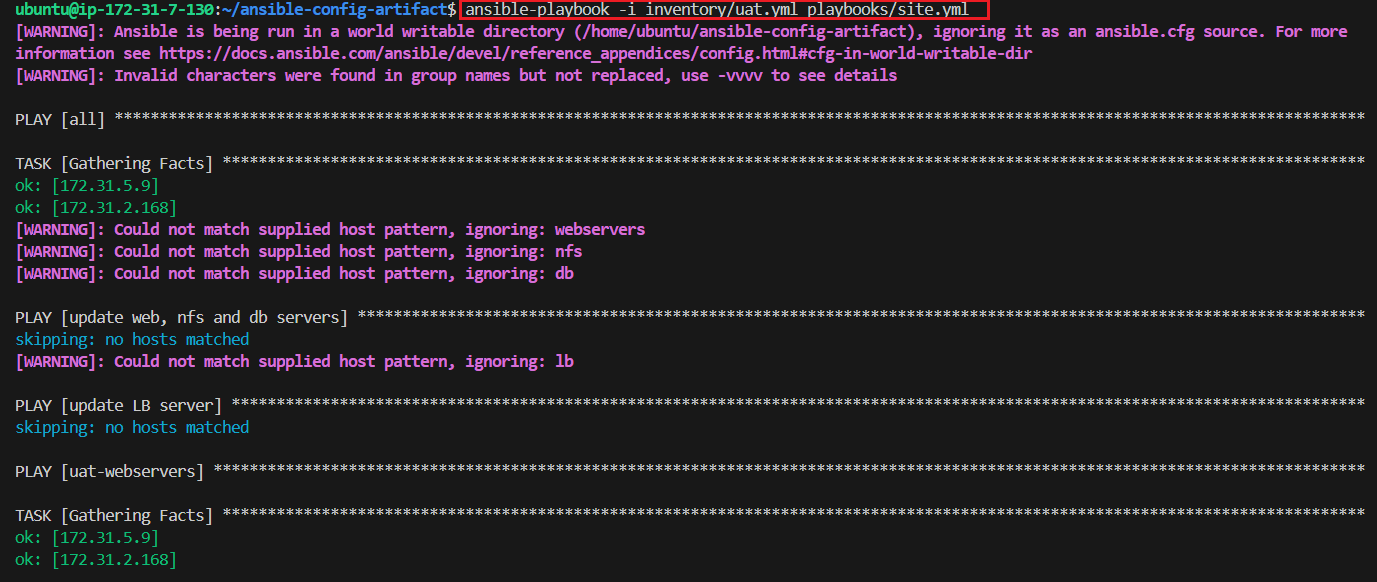 ubuntu@ip-172-31-7-130:~/ansible-config-artifact$ ansible-playbook -i inventory/uat.yml playbooks/site.yml
[WARNING]: Ansible is being run in a world writable directory (/home/ubuntu/ansible-config-artifact), ignoring it as an ansible.cfg source. For more
information see https://docs.ansible.com/ansible/devel/reference_appendices/config.html#cfg-in-world-writable-dir
[WARNING]: Invalid characters were found in group names but not replaced, use -vvvv to see details
PLAY [all] *******************************************************************************************************************************************
TASK [Gathering Facts] *******************************************************************************************************************************
ok: [172.31.5.9]
ok: [172.31.2.168]
[WARNING]: Could not match supplied host pattern, ignoring: webservers
[WARNING]: Could not match supplied host pattern, ignoring: nfs
[WARNING]: Could not match supplied host pattern, ignoring: db
PLAY [update web, nfs and db servers] ****************************************************************************************************************
skipping: no hosts matched
[WARNING]: Could not match supplied host pattern, ignoring: lb
PLAY [update LB server] ******************************************************************************************************************************
skipping: no hosts matched
PLAY [uat-webservers] ********************************************************************************************************************************
TASK [Gathering Facts] *******************************************************************************************************************************
ok: [172.31.5.9]
ok: [172.31.2.168]